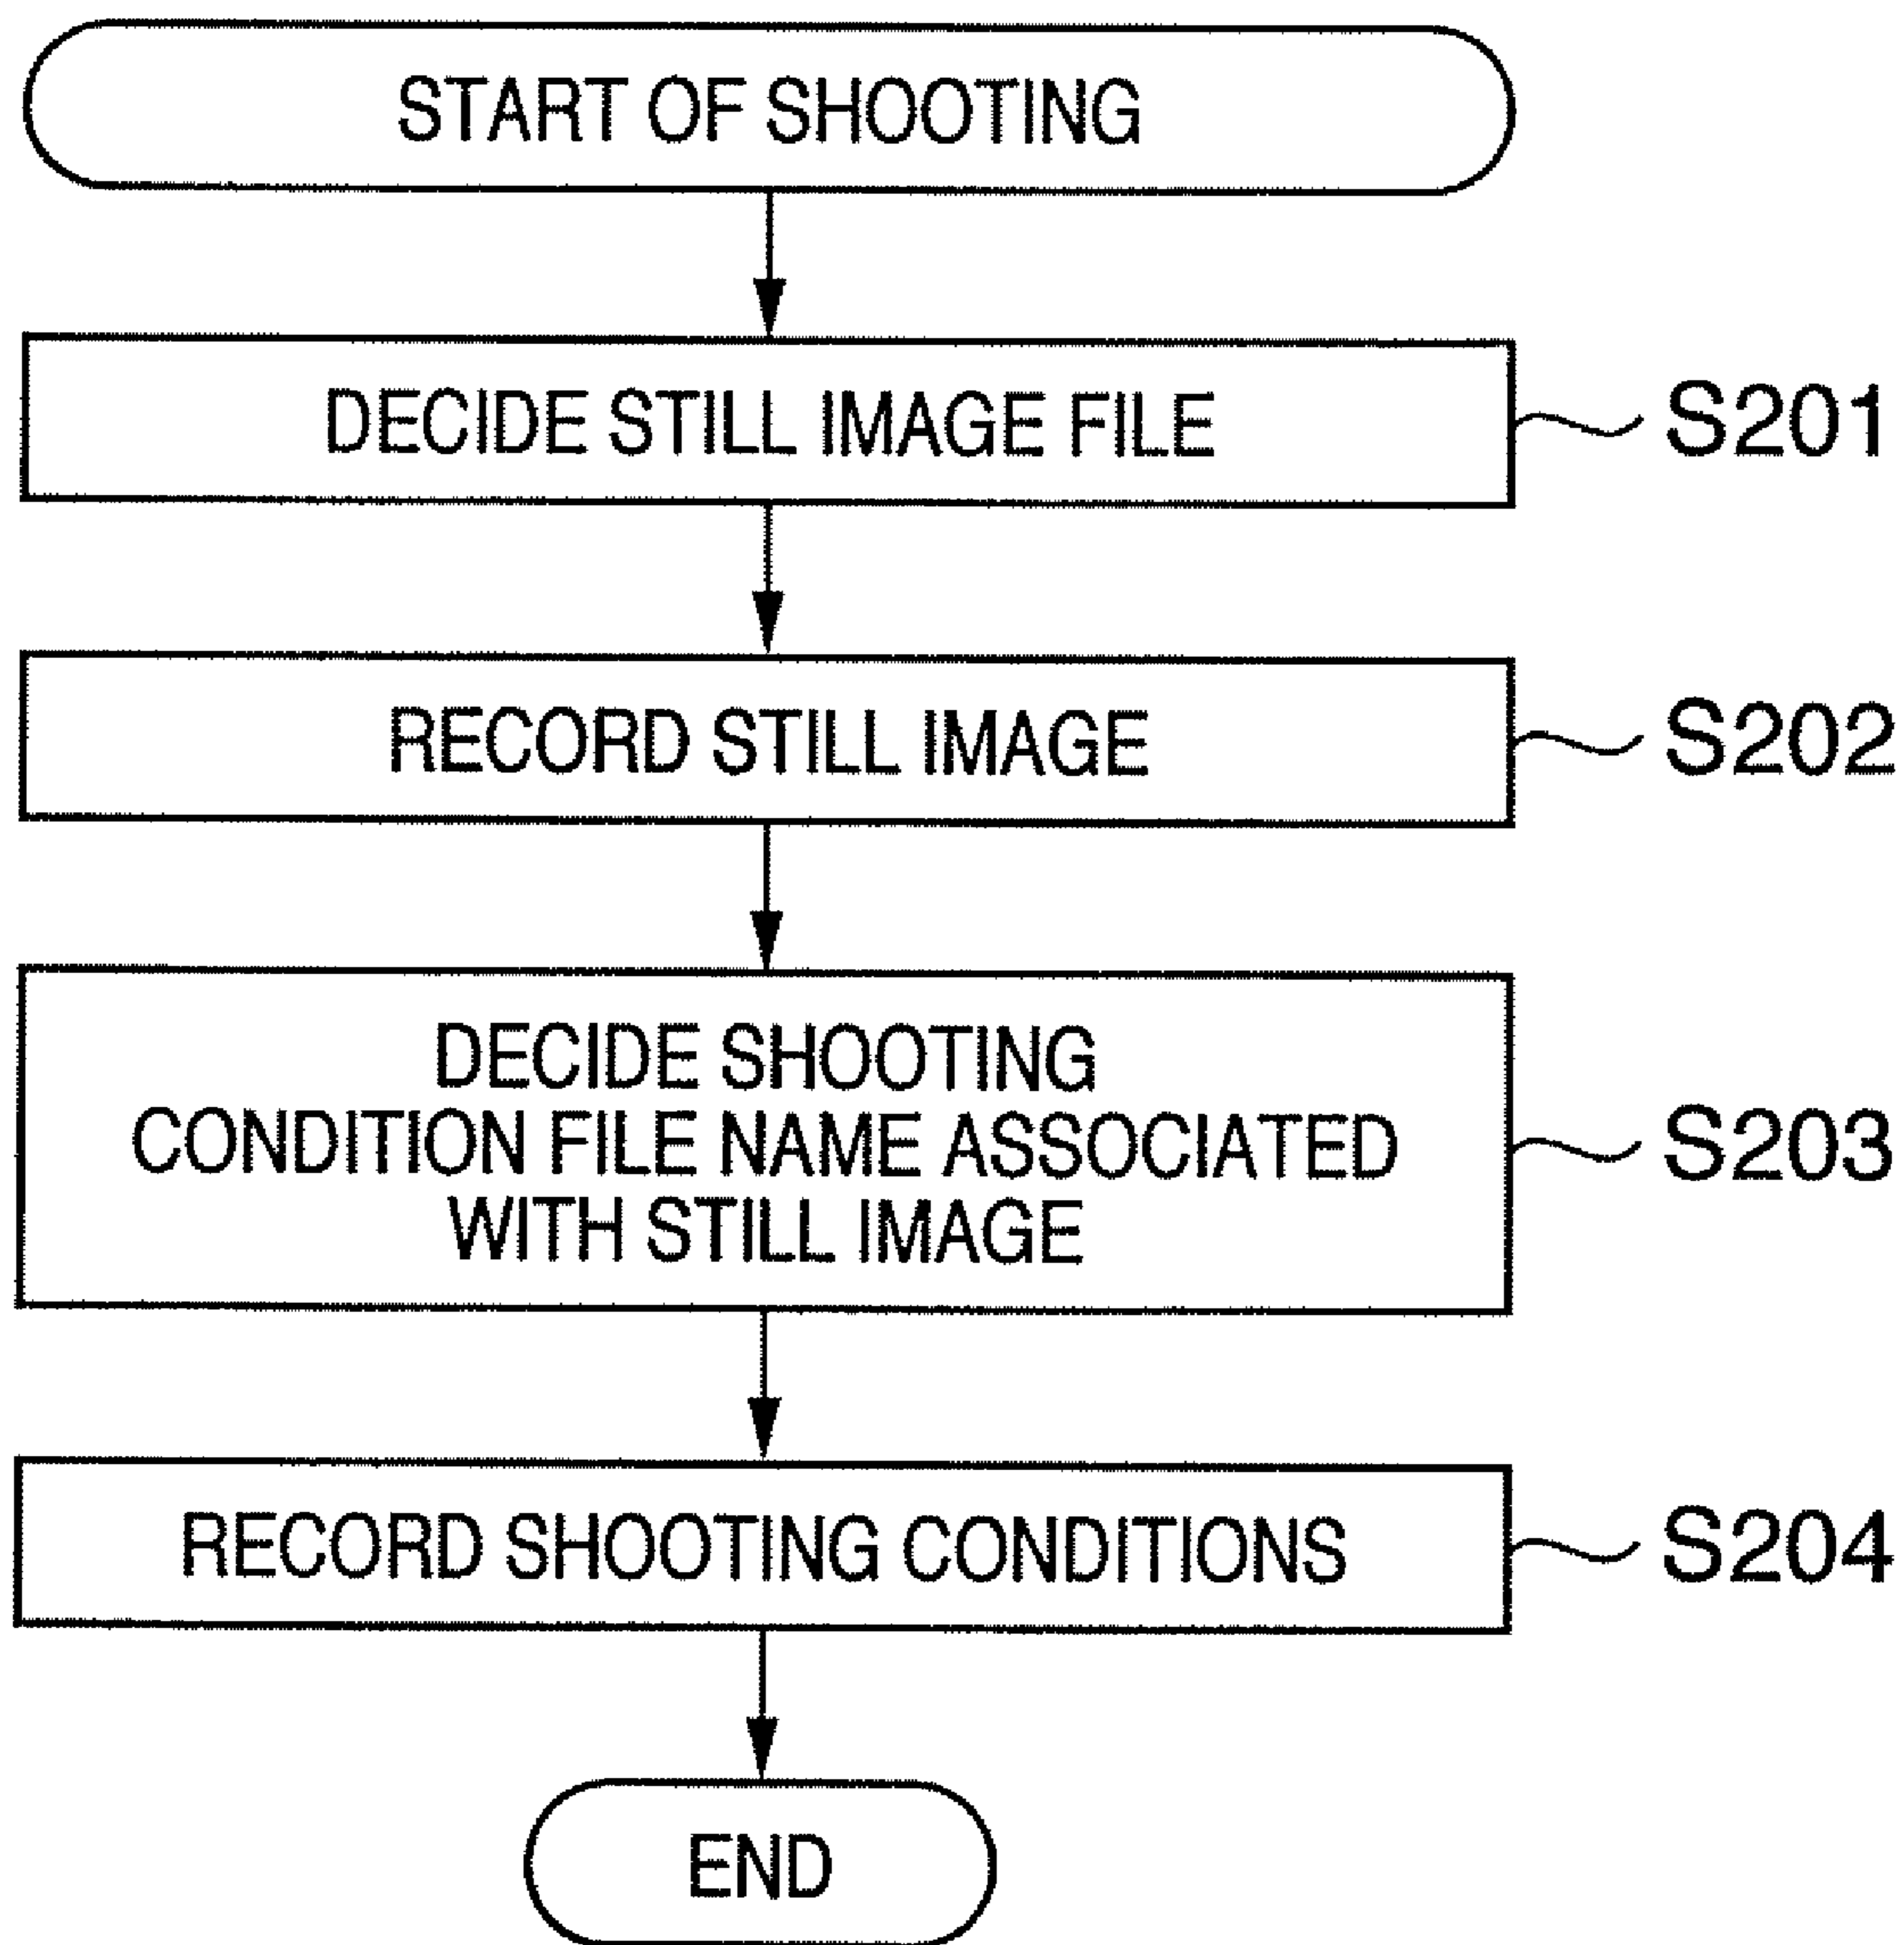 START OF SHOOTING
DECIDE STILL IMAGE FILE
S201
RECORD STILL IMAGE
S202
DECIDE SHOOTING
CONDITION FILE NAME ASSOCIATED
WITH STILL IMAGE
S203
RECORD SHOOTING CONDITIONS
S204
END